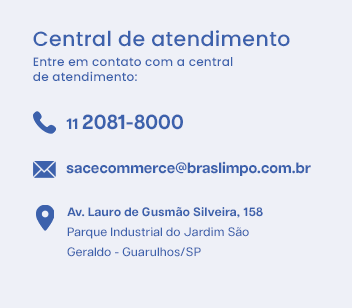 Central de atendimento
Entre em contato com a central
de atendimento:
11 2081-8000
sacecommerce@braslimpo.com.br
Av. Lauro de Gusmão Silveira, 158
Parque Industrial do Jardim São
Geraldo - Guarulhos/SP